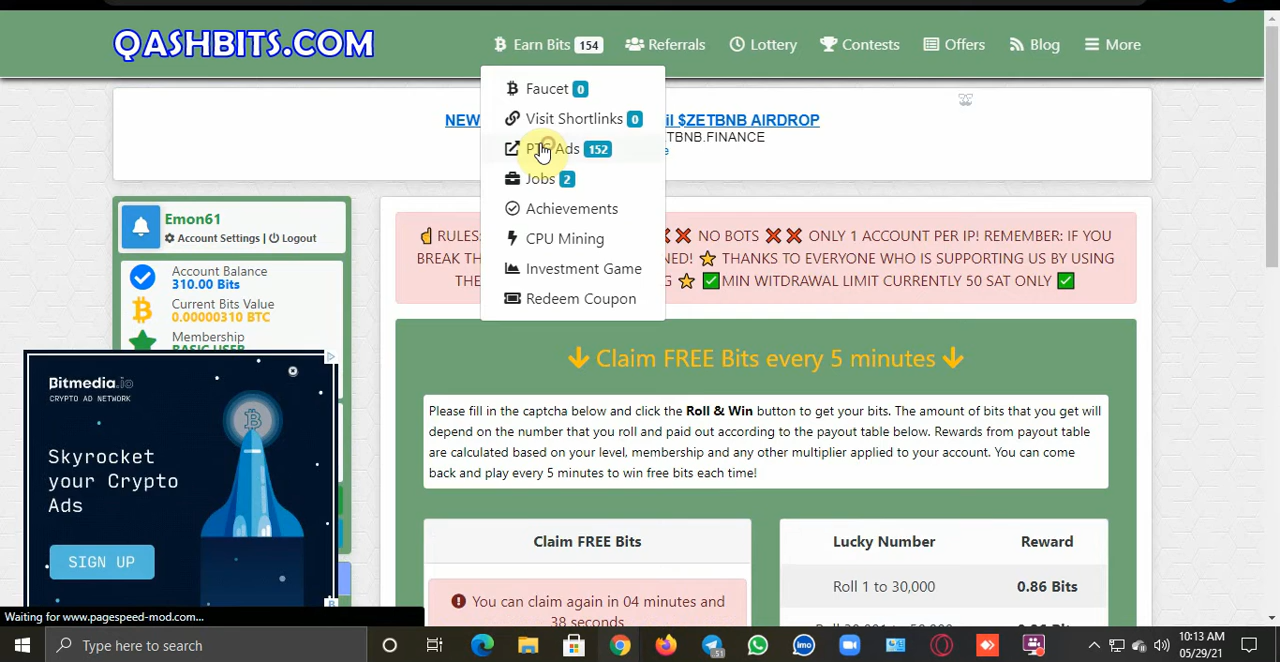 QASHBITS.COM
Earn Bits 154
Referrals
Lottery
Contests
Offers
Blog
More
Faucet 0
Visit Shortlinks 0
PTC Ads 152
Jobs 2
Achievements
CPU Mining
Investment Game
Redeem Coupon
NEW
$ZETBNB AIRDROP
TBNB.FINANCE
Emon61
Account Settings | Logout
Account Balance
310.00 Bits
Current Bits Value
0.00000310 BTC
Membership
BASIC USER
RULES: NO BOTS ONLY 1 ACCOUNT PER IP! REMEMBER: IF YOU
BREAK TH NED! THANKS TO EVERYONE WHO IS SUPPORTING US BY USING
THE G MIN WITDRAWAL LIMIT CURRENTLY 50 SAT ONLY
Claim FREE Bits every 5 minutes
Please fill in the captcha below and click the Roll & Win button to get your bits. The amount of bits that you get will
depend on the number that you roll and paid out according to the payout table below. Rewards from payout table
are calculated based on your level, membership and any other multiplier applied to your account. You can come
back and play every 5 minutes to win free bits each time!
Claim FREE Bits
You can claim again in 04 minutes and
38 seconds
Lucky Number Reward
Roll 1 to 30,000 0.86 Bits
Bitmedia.io
CRYPTO AD NETWORK
Skyrocket
your Crypto
Ads
SIGN UP
Waiting for www.pagespeed-mod.com...
Type here to search
51
imo
10:13 AM
05/29/21